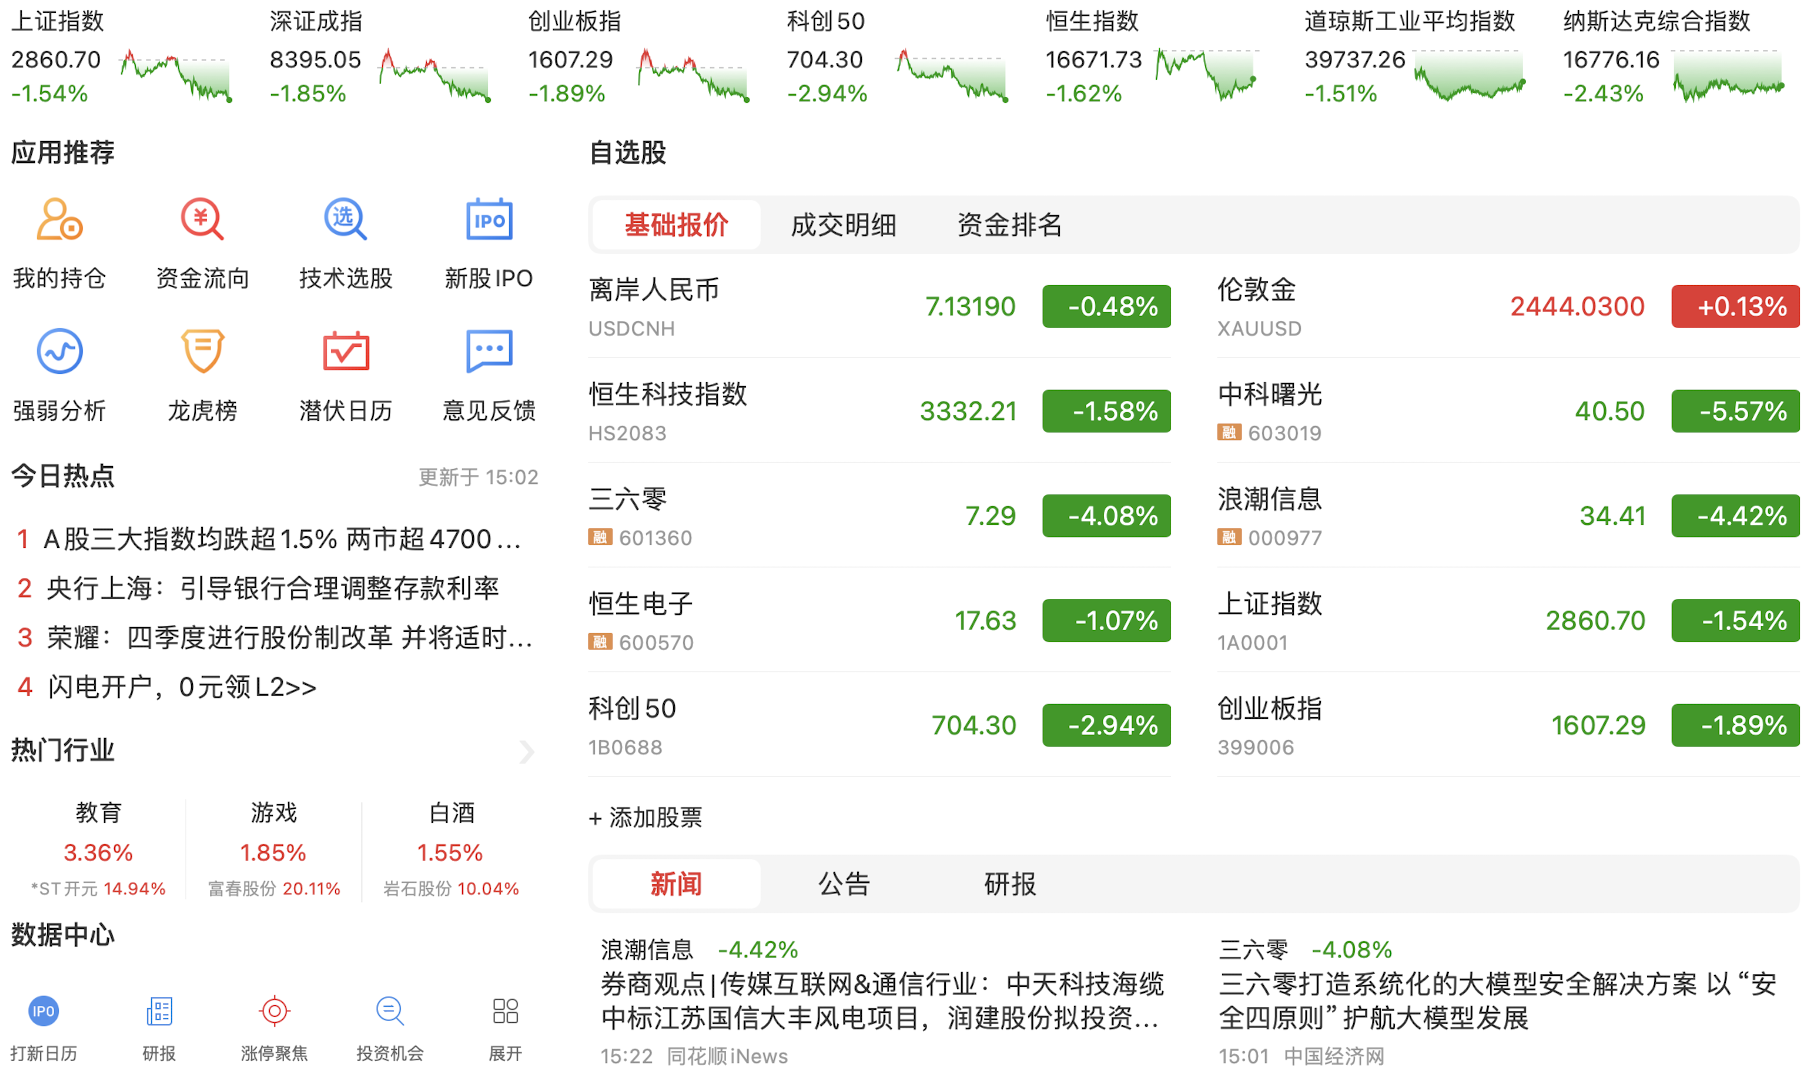 上证指数
2860.70
-1.54%
深证成指
8395.05
-1.85%
创业板指
1607.29
-1.89%
科创50
704.30
-2.94%
恒生指数
16671.73
-1.62%
道琼斯工业平均指数
39737.26
-1.51%
纳斯达克综合指数
16776.16
-2.43%
应用推荐
¥
选
IPO
我的持仓
资金流向
技术选股
新股IPO
强弱分析
龙虎榜
潜伏日历
意见反馈
今日热点
更新于 15:02
1 A股三大指数均跌超1.5% 两市超4700...
2 央行上海：引导银行合理调整存款利率
3 荣耀：四季度进行股份制改革 并将适时...
4 闪电开户，0元领L2>>
热门行业
教育
3.36%
*ST开元 14.94%
游戏
1.85%
富春股份 20.11%
白酒
1.55%
岩石股份 10.04%
数据中心
IPO
打新日历
研报
涨停聚焦
投资机会
展开
自选股
基础报价
成交明细
资金排名
离岸人民币
USDCNH
7.13190
-0.48%
伦敦金
XAUUSD
2444.0300
+0.13%
恒生科技指数
HS2083
3332.21
-1.58%
中科曙光
融 603019
40.50
-5.57%
三六零
融 601360
7.29
-4.08%
浪潮信息
融 000977
34.41
-4.42%
恒生电子
融 600570
17.63
-1.07%
上证指数
1A0001
2860.70
-1.54%
科创50
1B0688
704.30
-2.94%
创业板指
399006
1607.29
-1.89%
+ 添加股票
新闻
公告
研报
浪潮信息 -4.42%
券商观点|传媒互联网&通信行业：中天科技海缆
中标江苏国信大丰风电项目，润建股份拟投资...
15:22 同花顺iNews
三六零 -4.08%
三六零打造系统化的大模型安全解决方案 以“安
全四原则”护航大模型发展
15:01 中国经济网